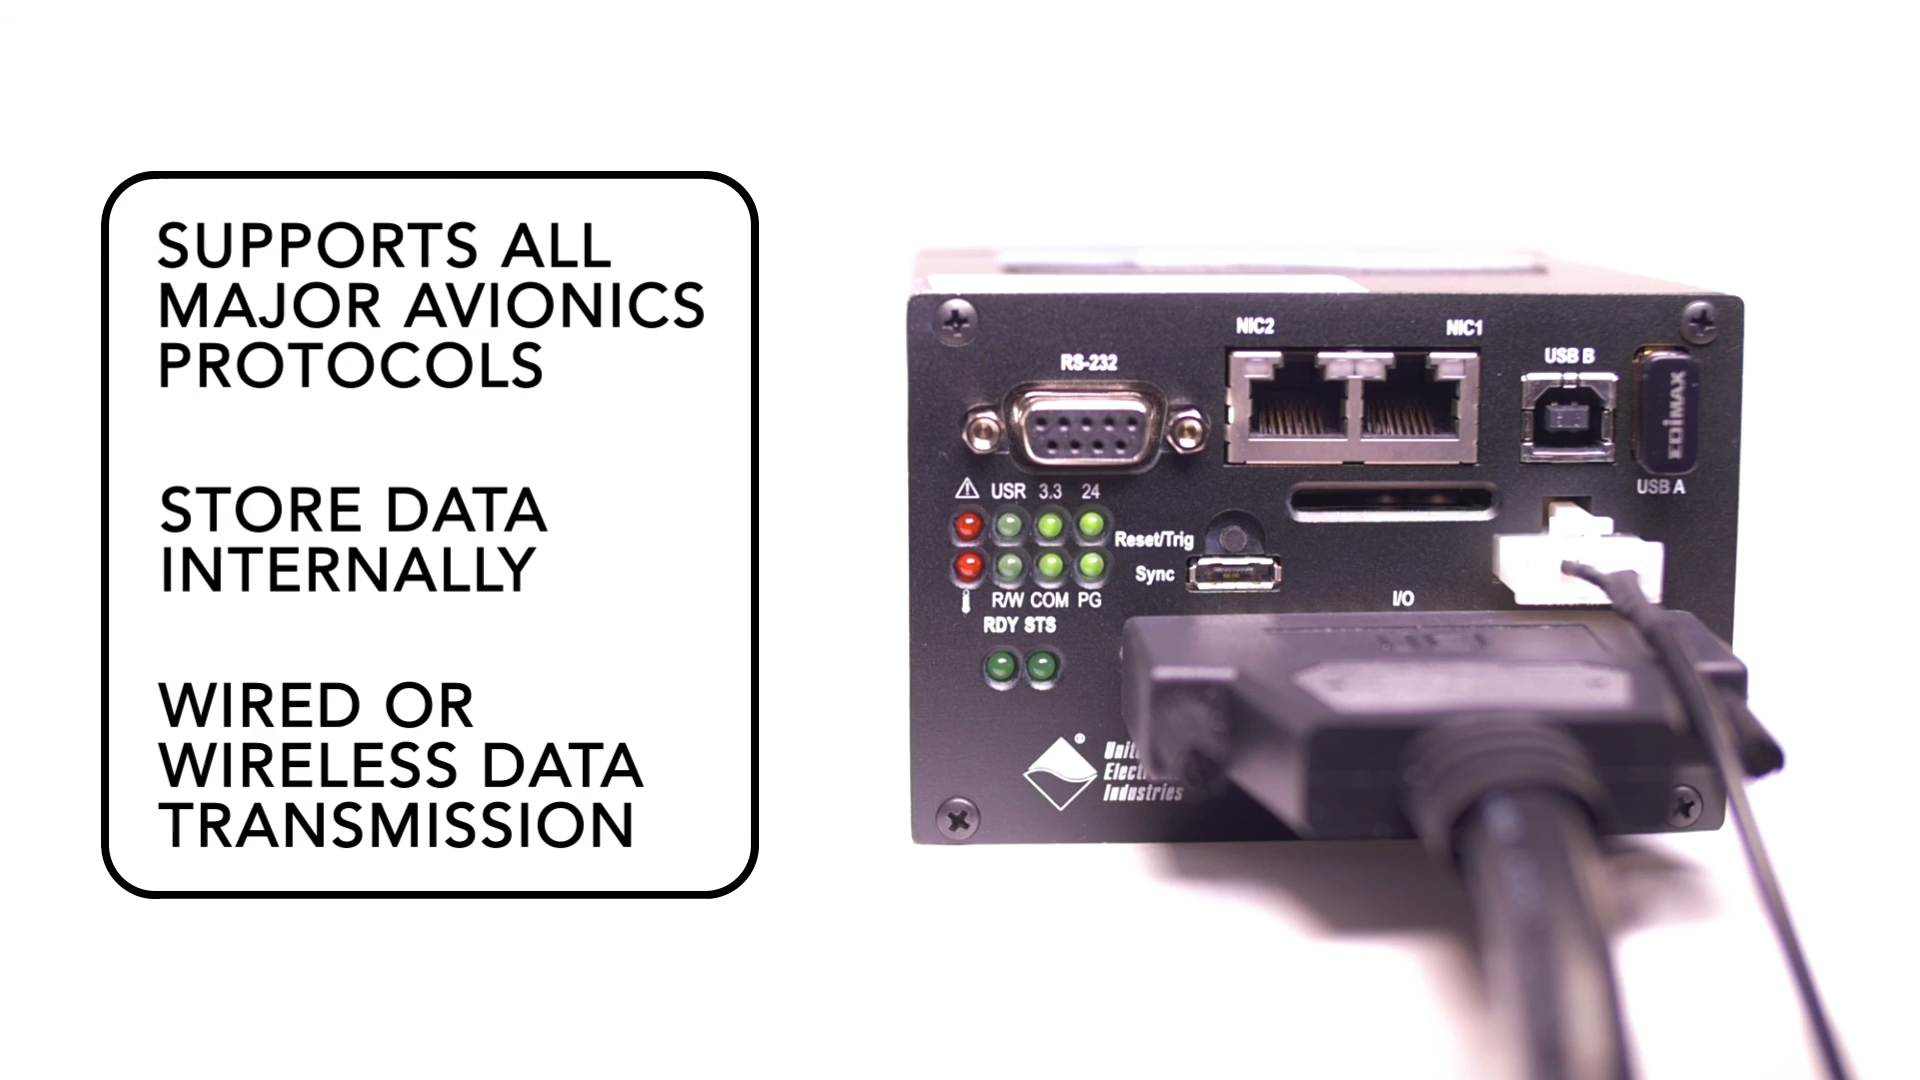 SUPPORTS ALL
MAJOR AVIONICS
PROTOCOLS
STORE DATA
INTERNALLY
WIRED OR
WIRELESS DATA
TRANSMISSION
NIC2
NIC1
RS-232
USB B
EDIMAX
USB A
USR 3.3 24
Reset/Trig
Sync
R/W COM PG
I/O
RDY STS
®
Industries